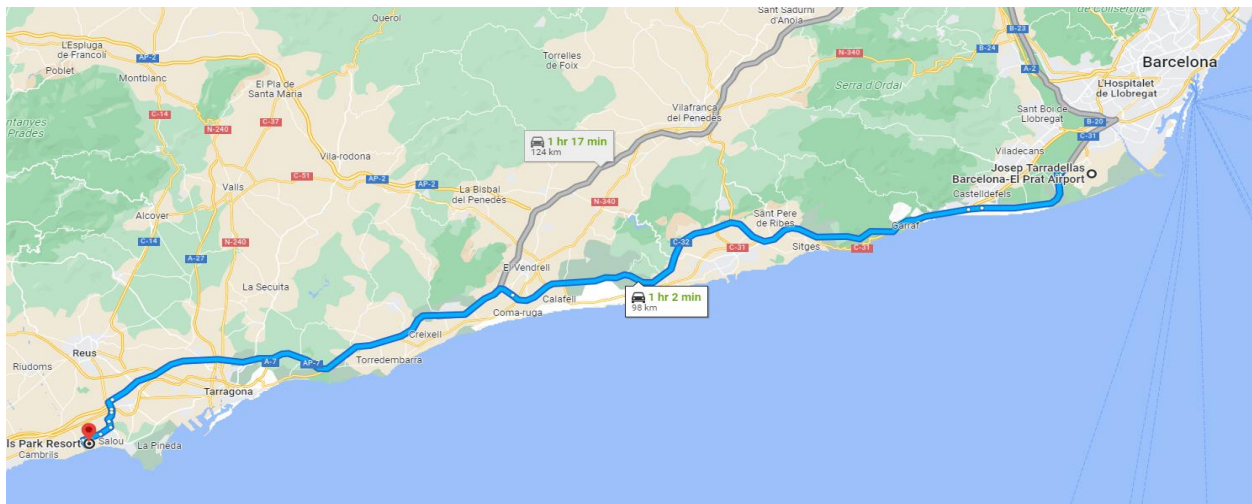 Sant Sadurní
d'Anoia
de Collserola
Querol
L'Espluga
de Francolí
AP-2
Poblet
Montblanc
El Pla de
Santa Maria
Torrelles
de Foix
N-340
B-23
B-24
A-2
Barcelona
L'Hospitalet
de Llobregat
Serra d'Ordal
C-14
N-240
C-37
Muntanyes
Prades
Vilafranca
del Penedès
Sant Boi de
Llobregat
B-20
C-31
Viladecans
1 hr 17 min
124 km
Vila-rodona
C-51
AP-2
AP-2
Valls
La Bisbal
del Penedès
N-340
Josep Tarradellas
Barcelona-El Prat Airport
Castelldefels
Alcover
C-14
N-240
A-27
Sant Pere
de Ribes
Garraf
C-32
C-31
Sitges
C-31
El Vendrell
La Secuita
Calafell
Coma-ruga
1 hr 2 min
98 km
Creixell
Reus
Riudoms
A-7
AP-7
Torredembarra
Tarragona
ls Park Resort
Salou
La Pineda
Cambrils